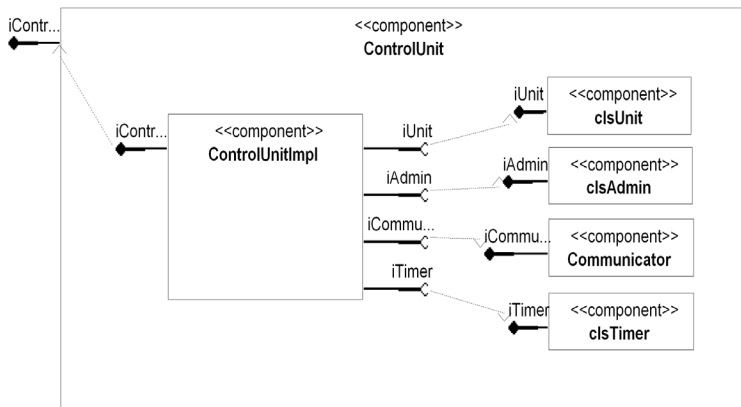 iContr...
<<component>>
ControlUnit
iContr...
<<component>>
ControlUnitImpl
iUnit
iAdmin
iCommu...
iTimer
iUnit
<<component>>
clsUnit
iAdmin
<<component>>
clsAdmin
iCommu...
<<component>>
Communicator
iTimer
<<component>>
clsTimer